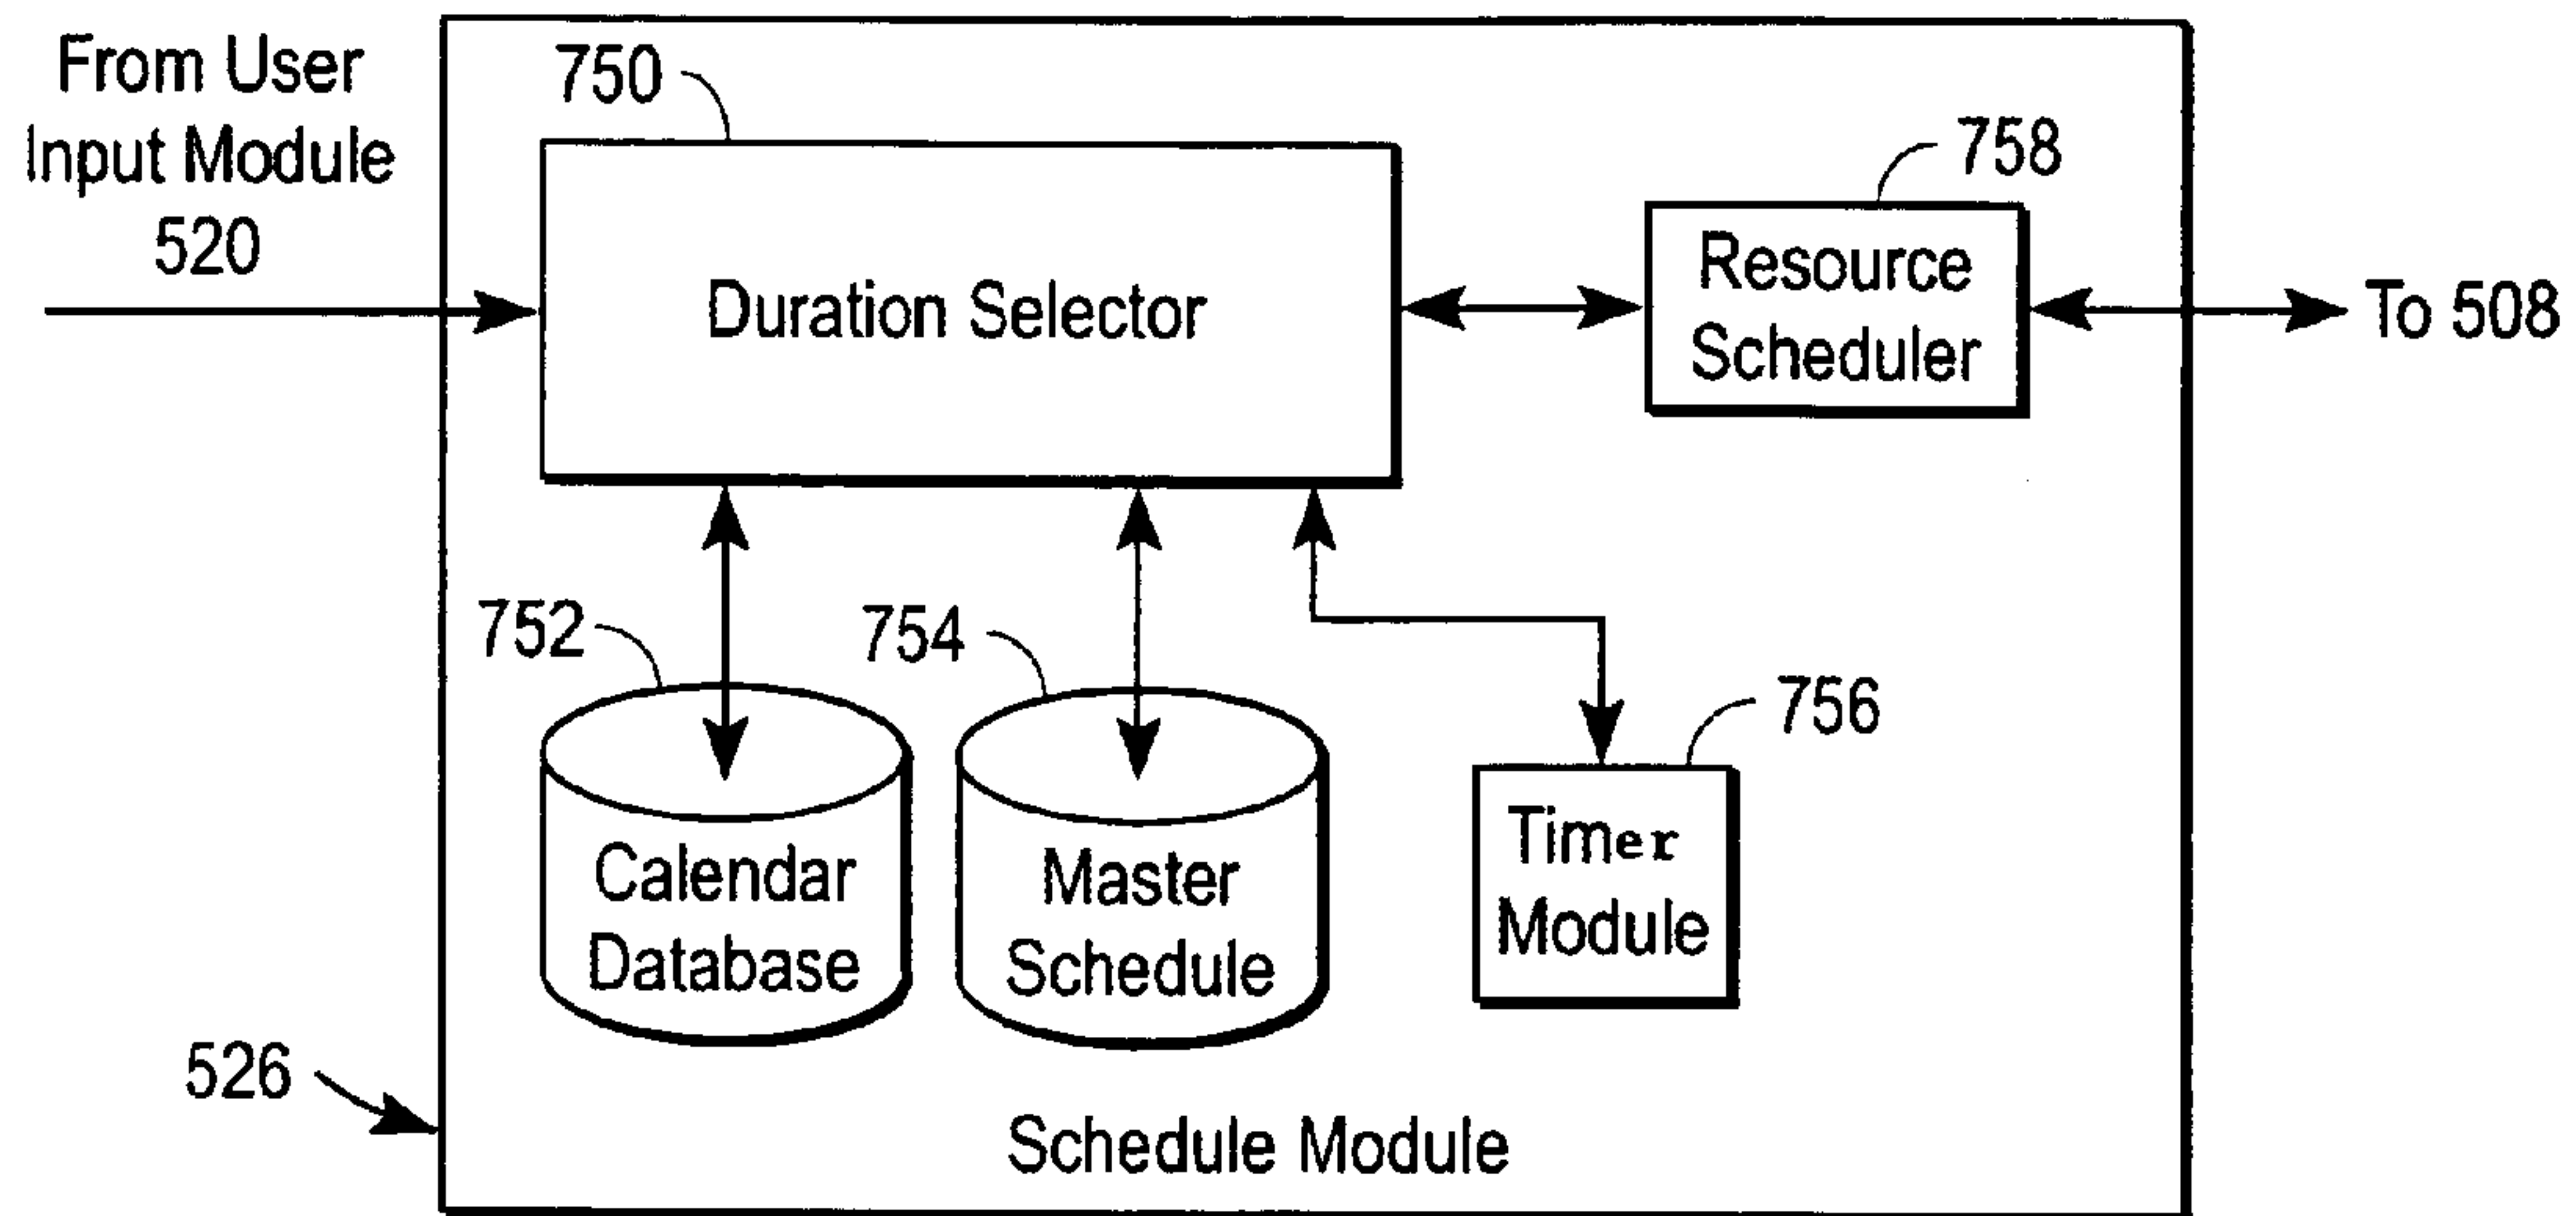 From User
Input Module
520
750
Duration Selector
758
Resource
Scheduler
To 508
752
754
756
Calendar
Database
Master
Schedule
Timer
Module
526
Schedule Module